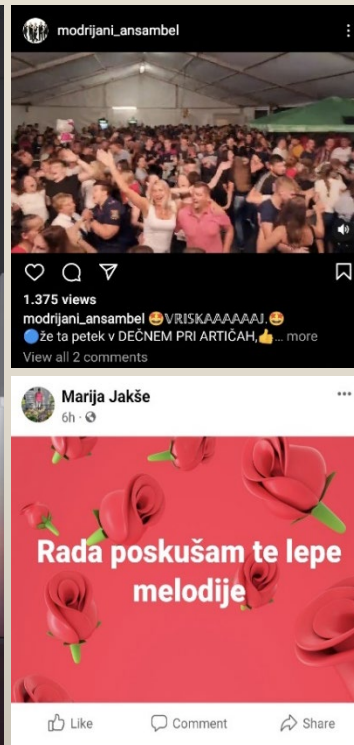 modrijani_ansambel
1.375 views
modrijani_ansambel 🤩𝕍ℝ𝕀𝕊𝕂𝔸𝔸𝔸𝔸𝔸𝔸𝕁.🤩
🔵že ta petek v DEČNEM PRI ARTIČAH,👍... more
View all 2 comments
Marija Jakše
6h ·
Rada poskušam te lepe
melodije
Like Comment Share